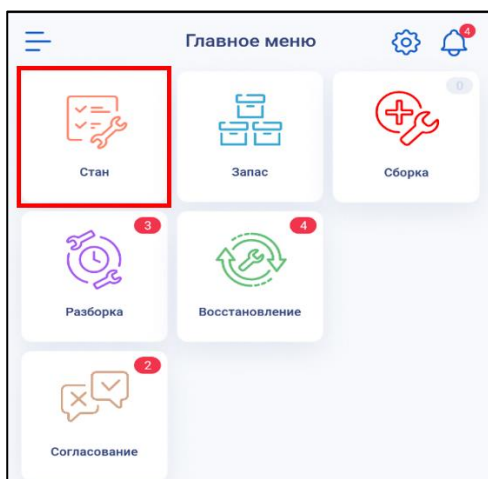 Главное меню
4
Стан
Запас
0
Сборка
3
Разборка
4
Восстановление
2
Согласование